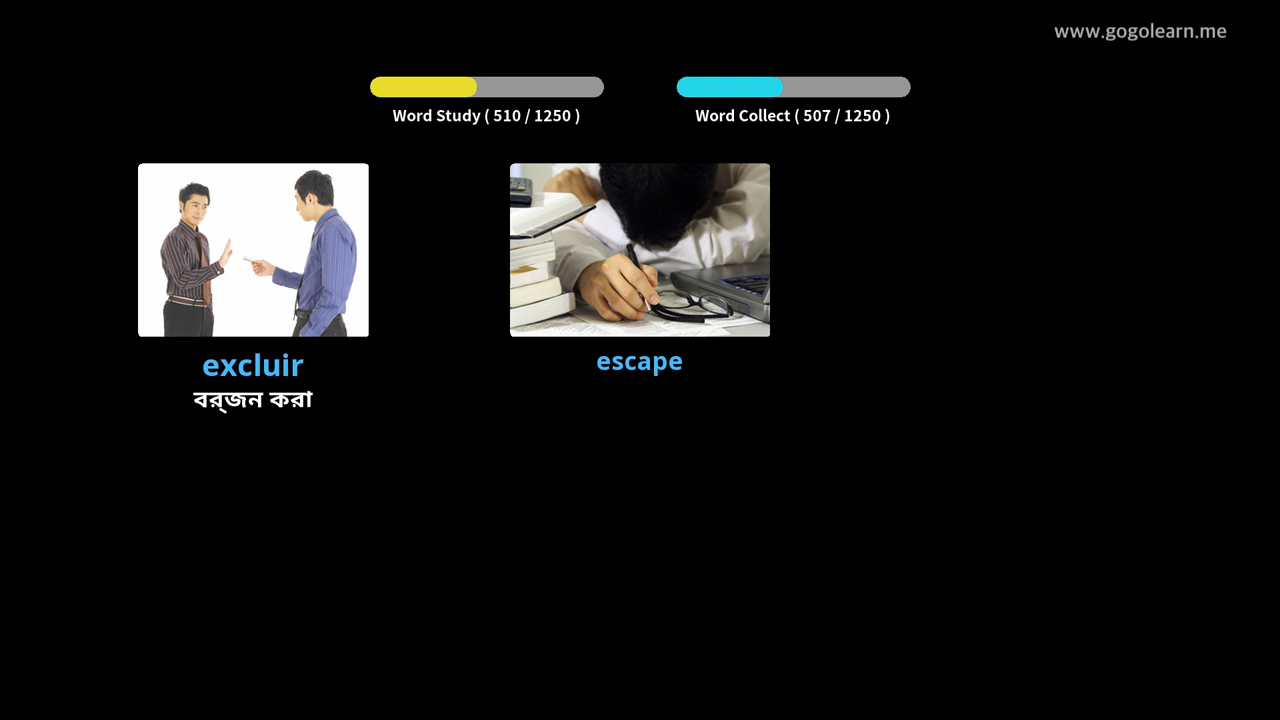 www.gogolearn.me
Word Study ( 510 / 1250 )
Word Collect ( 507 / 1250 )
excluir
বর্জন করা
escape